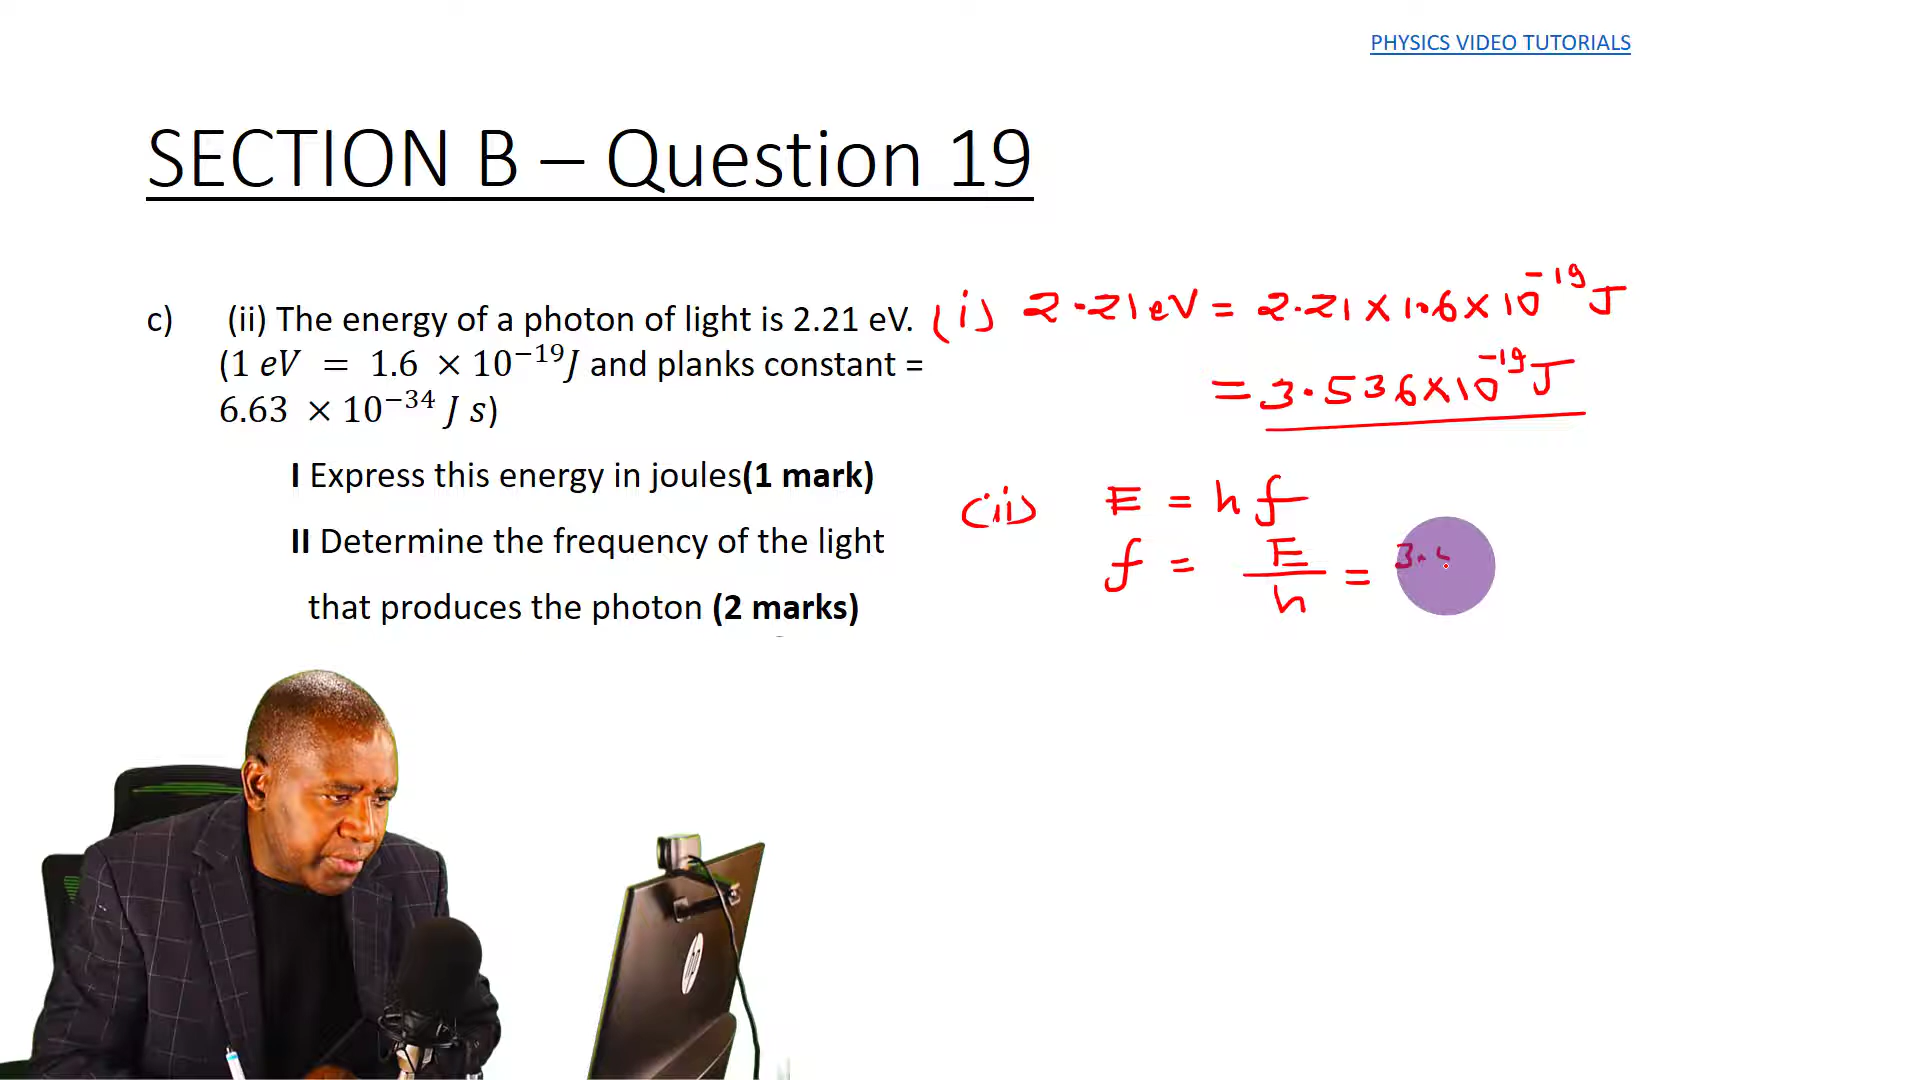 PHYSICS VIDEO TUTORIALS
SECTION B – Question 19
c) (ii) The energy of a photon of light is 2.21 eV.
(1 eV = 1.6 × 10⁻¹⁹J and planks constant =
6.63 × 10⁻³⁴ J s)
I Express this energy in joules(1 mark)
II Determine the frequency of the light
that produces the photon (2 marks)
(i) 2.21eV = 2.21 × 1.6 × 10⁻¹⁹ J
= 3.536×10⁻¹⁹ J
(ii) E = hf
f = E/h = 3.
hp